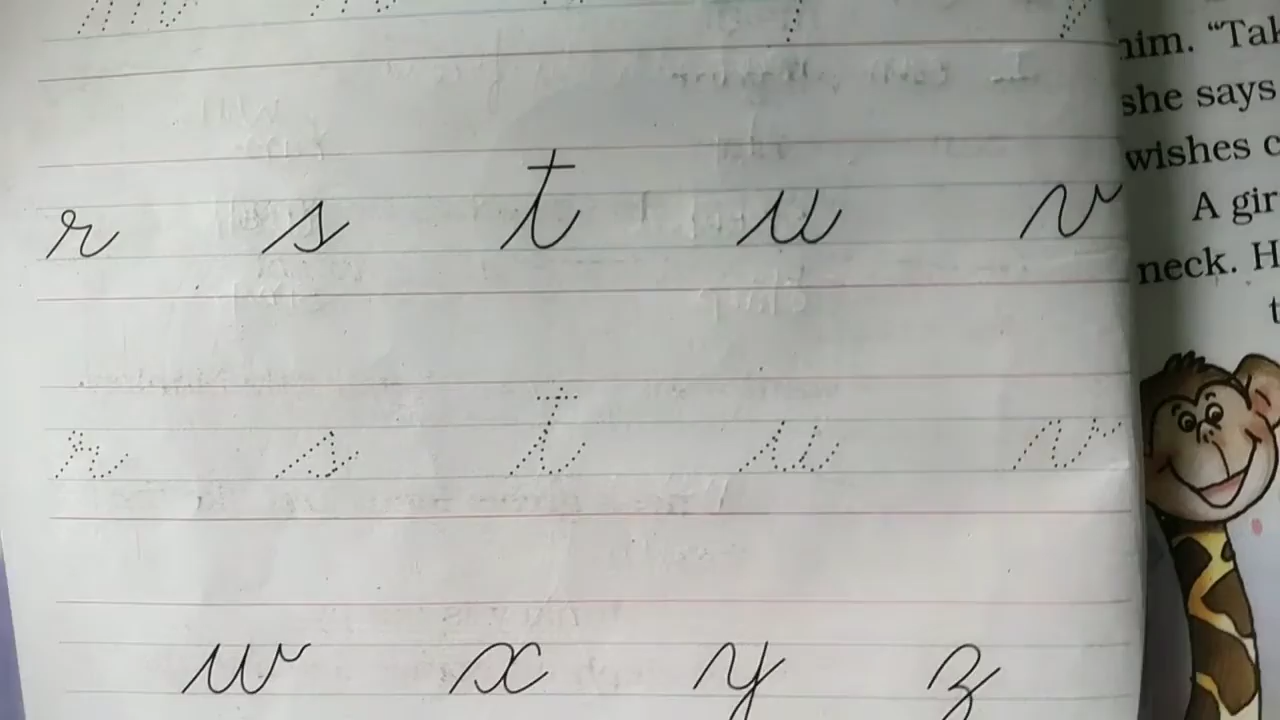 r s t u v
r s t u v
w x y z
him. “Tak
she says
wishes c
A gir
neck. H
t